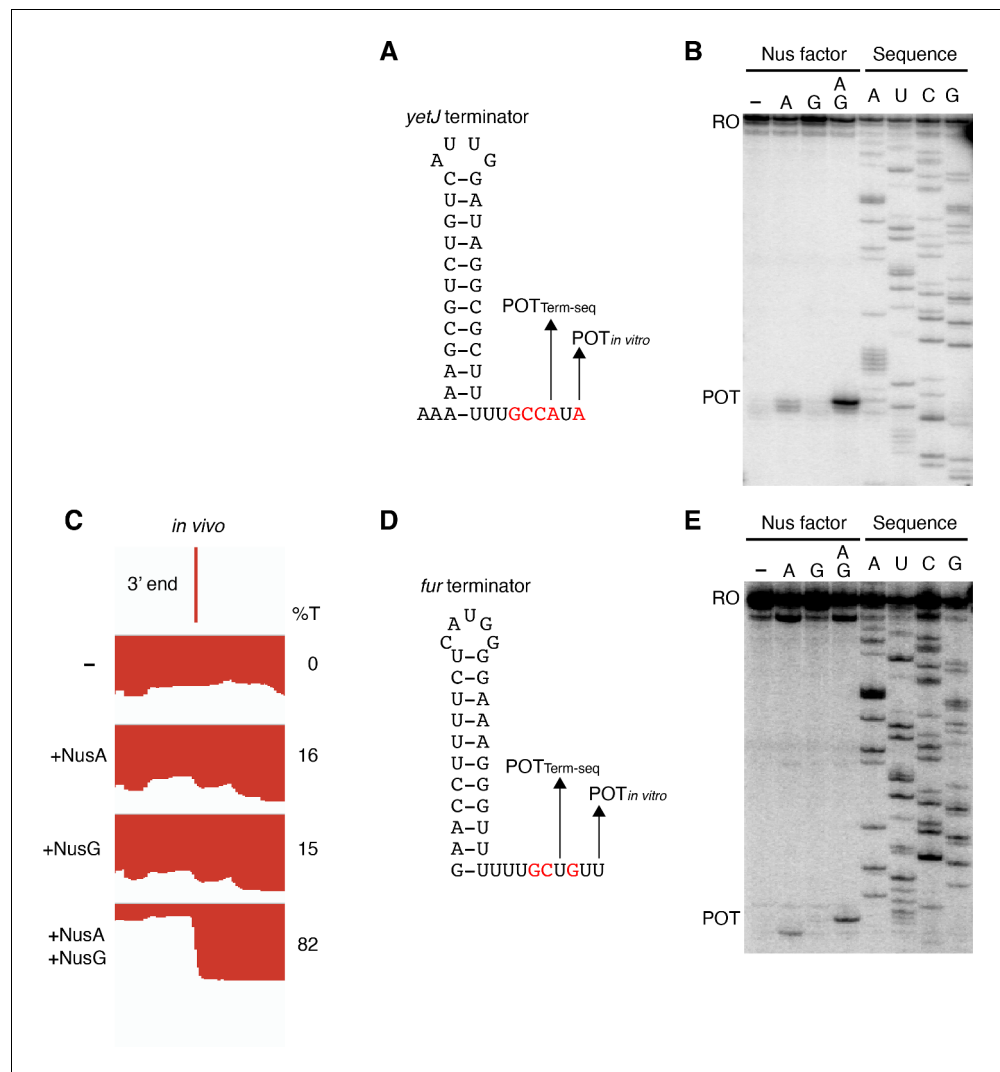 A
yetJ terminator
U U
A G
C–G
U–A
G–U
U–A
C–G
U–G
G–C
C–G
G–C
A–U
A–U
AAA–UUUGCCAUA
POTTerm-seq
POTin vitro
B
Nus factor Sequence
– A G A G A U C G
RO
POT
C
in vivo
3' end
%T
– 0
+NusA 16
+NusG 15
+NusA
+NusG
82
D
fur terminator
U
A G
C G
U–G
C–G
U–A
U–A
U–A
U–G
C–G
C–G
A–U
A–U
G–UUUUGCUGUU
POTTerm-seq
POTin vitro
E
Nus factor Sequence
– A G A G A U C G
RO
POT